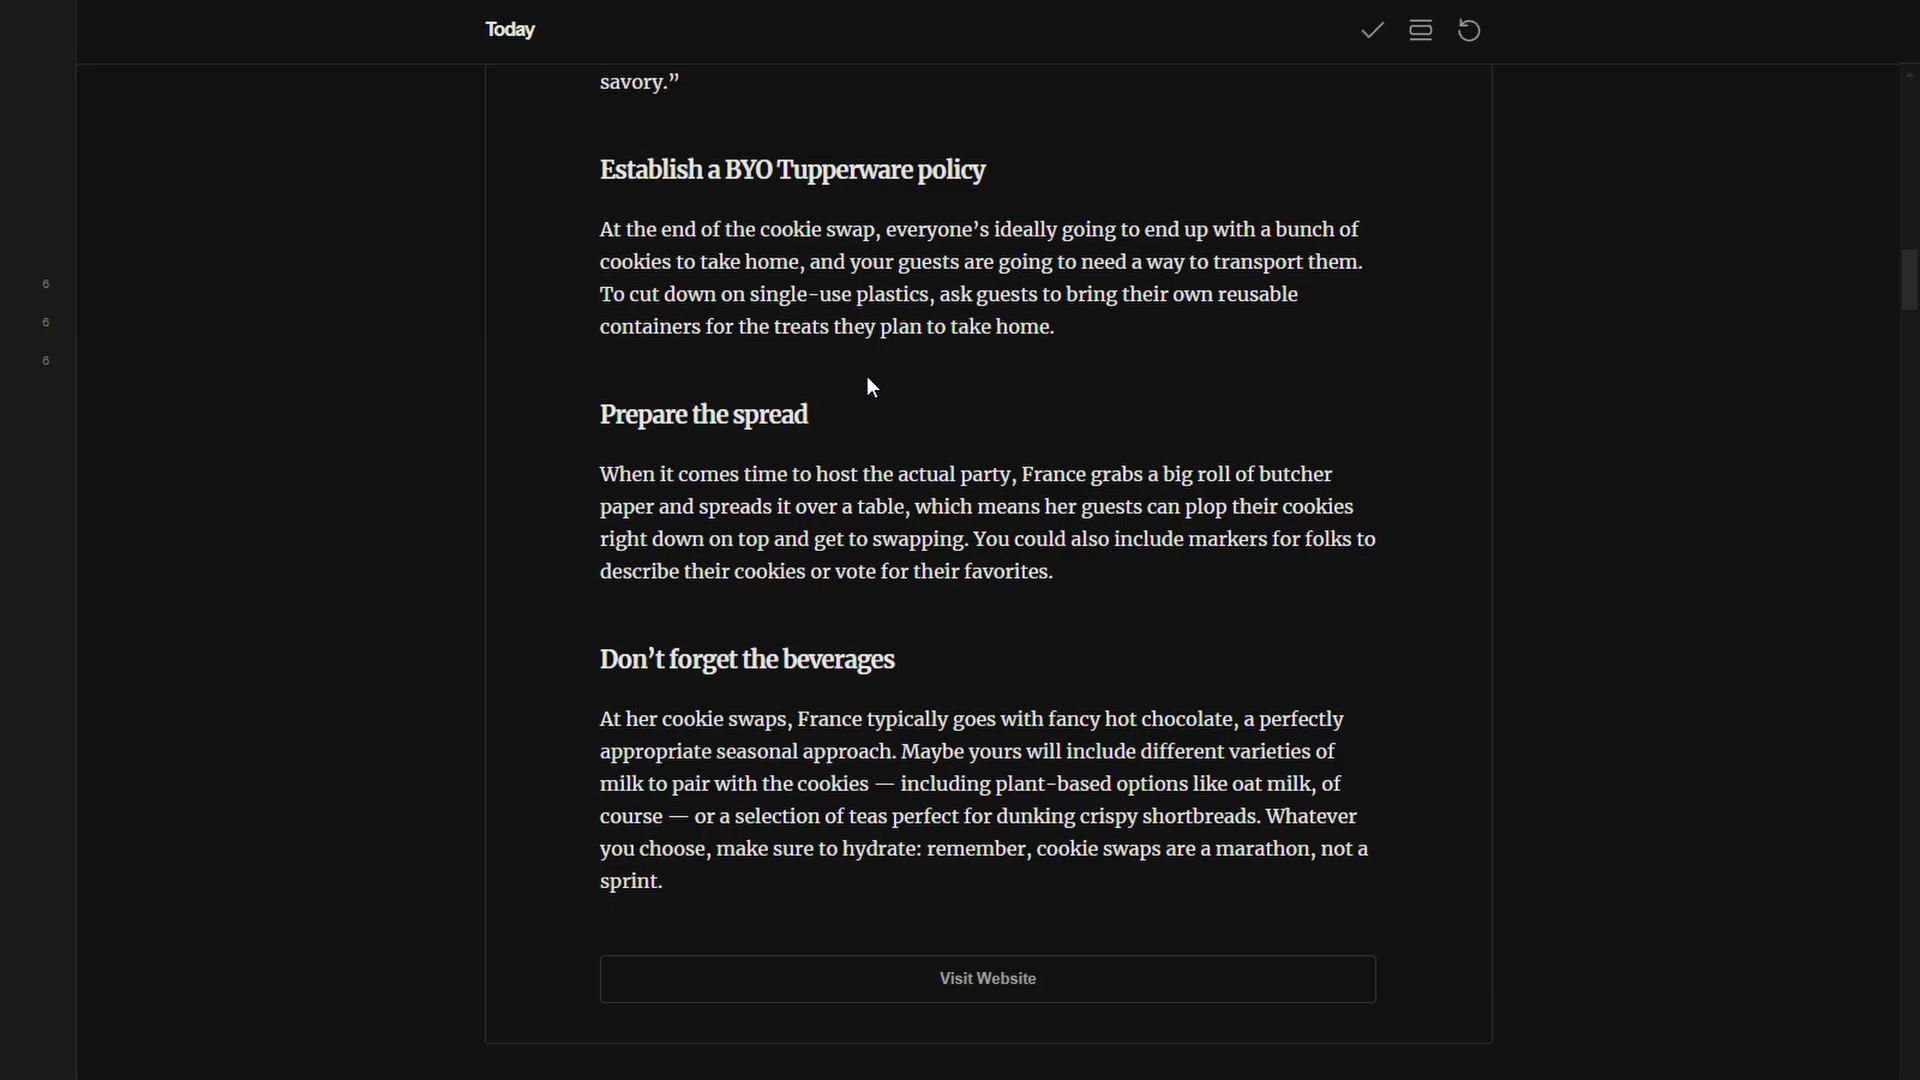 Today
savory.”
Establish a BYO Tupperware policy
At the end of the cookie swap, everyone’s ideally going to end up with a bunch of
cookies to take home, and your guests are going to need a way to transport them.
To cut down on single-use plastics, ask guests to bring their own reusable
containers for the treats they plan to take home.
6
6
6
Prepare the spread
When it comes time to host the actual party, France grabs a big roll of butcher
paper and spreads it over a table, which means her guests can plop their cookies
right down on top and get to swapping. You could also include markers for folks to
describe their cookies or vote for their favorites.
Don’t forget the beverages
At her cookie swaps, France typically goes with fancy hot chocolate, a perfectly
appropriate seasonal approach. Maybe yours will include different varieties of
milk to pair with the cookies — including plant-based options like oat milk, of
course — or a selection of teas perfect for dunking crispy shortbreads. Whatever
you choose, make sure to hydrate: remember, cookie swaps are a marathon, not a
sprint.
Visit Website